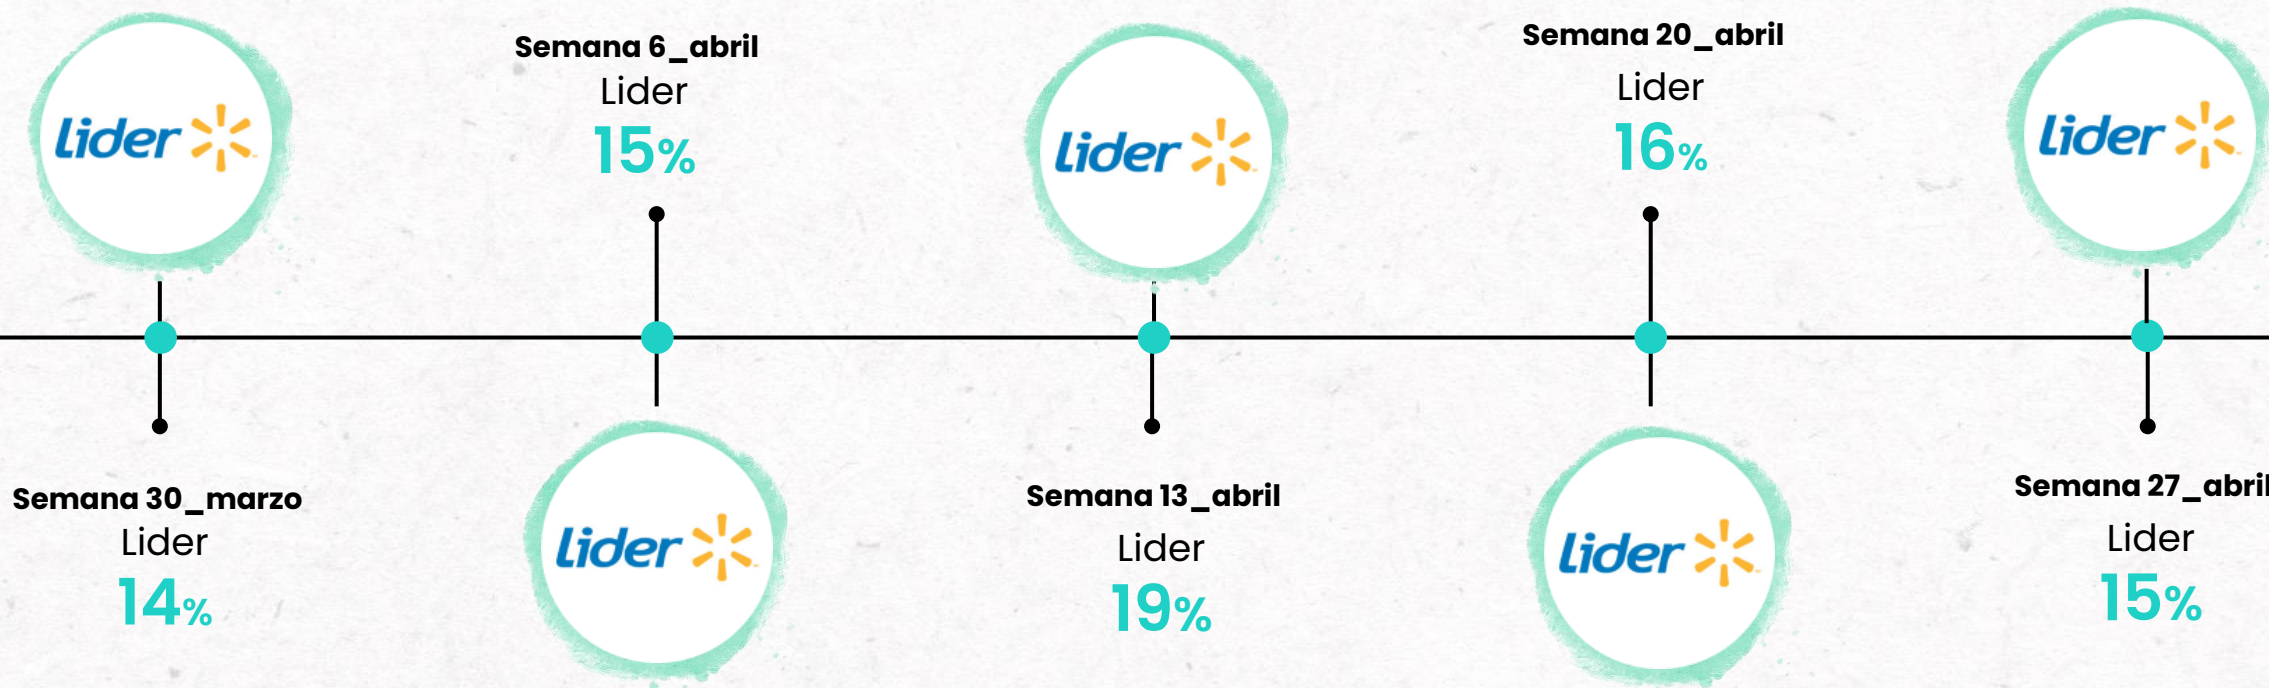 lider
Semana 30_marzo
Lider
14%
Semana 6_abril
Lider
15%
lider
lider
Semana 13_abril
Lider
19%
Semana 20_abril
Lider
16%
lider
lider
Semana 27_abril
Lider
15%